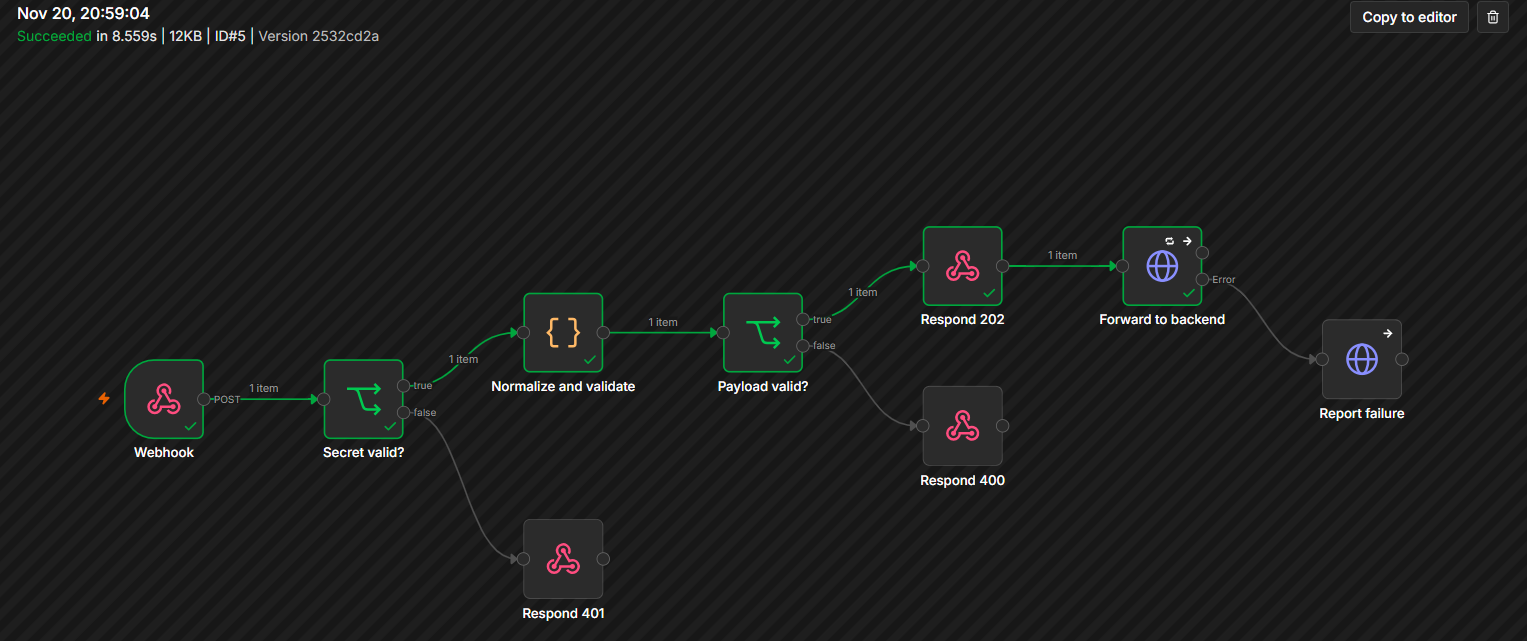 Nov 20, 20:59:04
Copy to editor
Succeeded in 8.559s | 12KB | ID#5 | Version 2532cd2a
1 item
Error
Respond 202
Forward to backend
1 item
true
false
1 item
Normalize and validate
Payload valid?
Report failure
1 item
POST
1 item
true
false
Webhook
Secret valid?
Respond 400
Respond 401